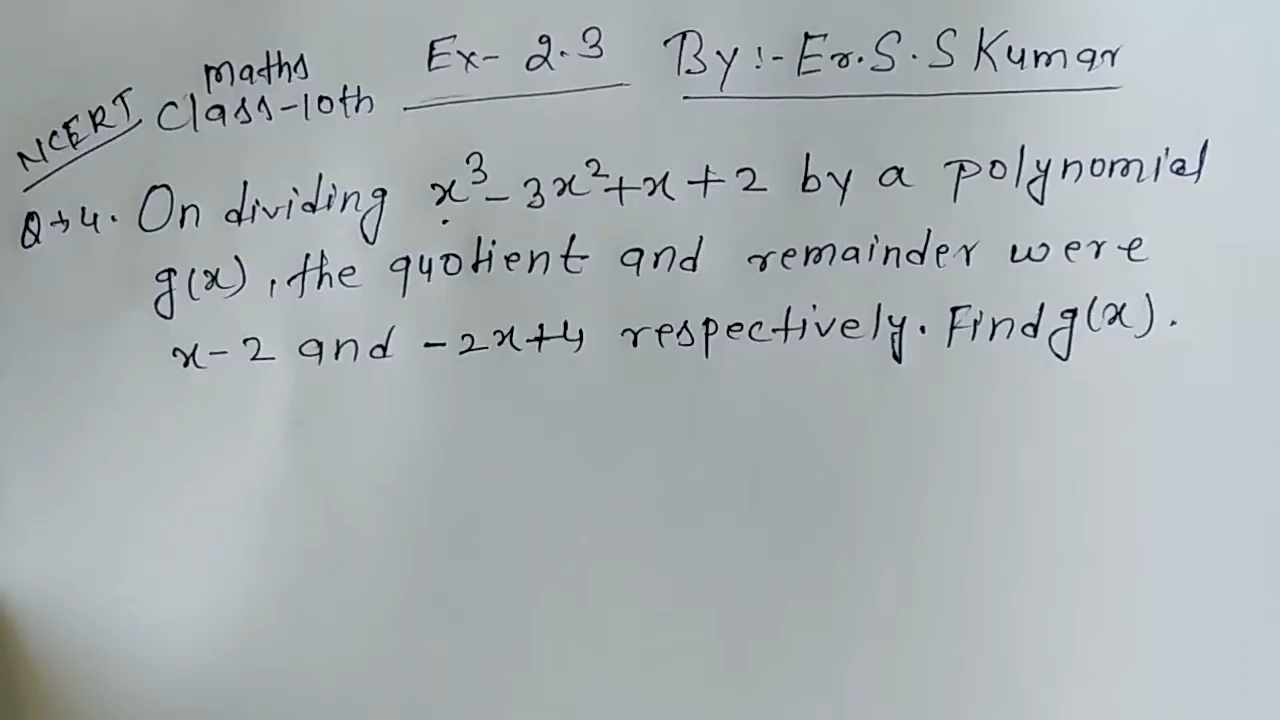 NCERT maths Ex- 2.3 By:- Er. S. S Kumar
Class-10th
Q→4. On dividing x³-3x²+x+2 by a polynomial
g(x), the quotient and remainder were
x-2 and -2x+4 respectively. Find g(x).